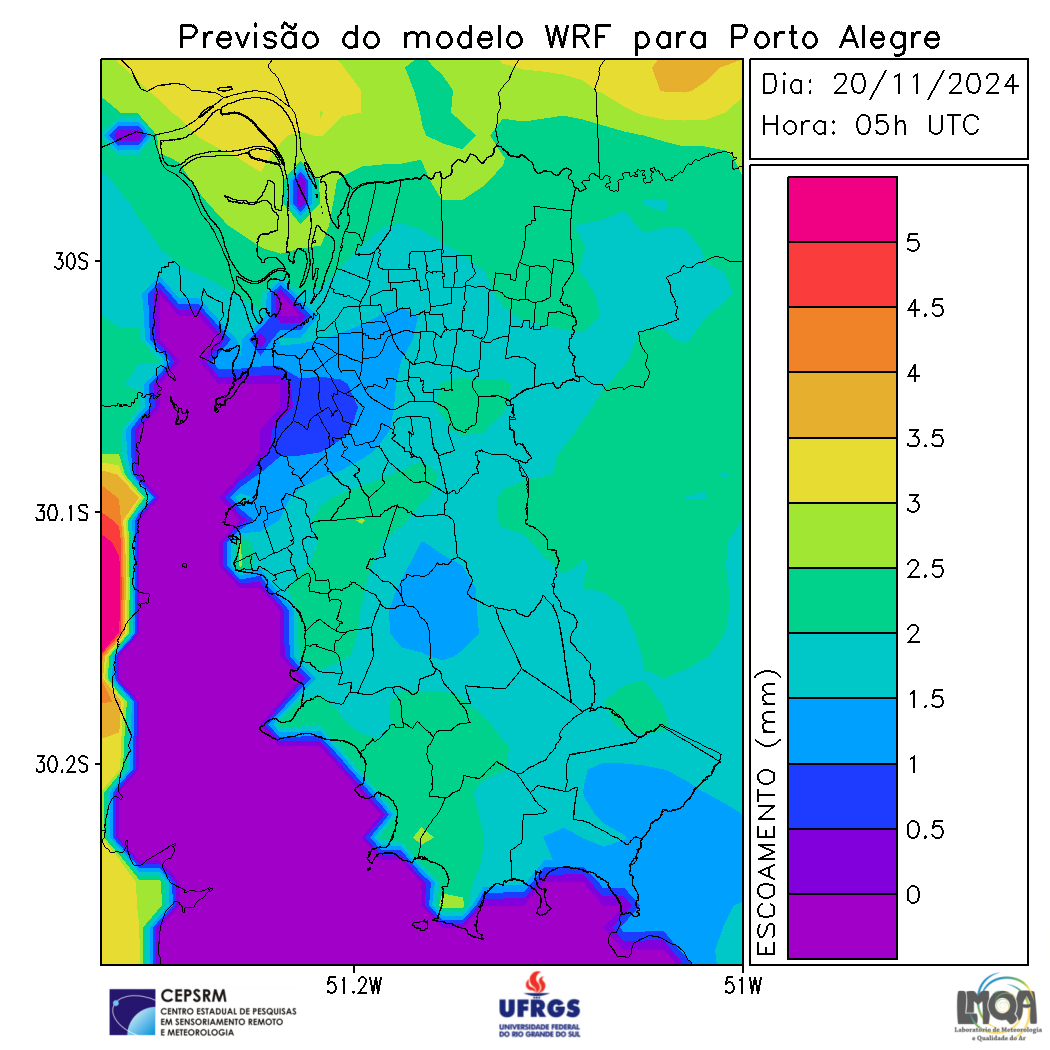 Previsão do modelo WRF para Porto Alegre
Dia: 20/11/2024
Hora: 05h UTC
30S
30.1S
30.2S
51.2W
51W
5
4.5
4
3.5
3
2.5
2
1.5
1
0.5
0
ESCOAMENTO (mm)
CEPSRM
CENTRO ESTADUAL DE PESQUISAS
EM SENSORIAMENTO REMOTO
E METEOROLOGIA
UFRGS
UNIVERSIDADE FEDERAL
DO RIO GRANDE DO SUL
LMQA
Laboratório de Meteorologia
e Qualidade do Ar